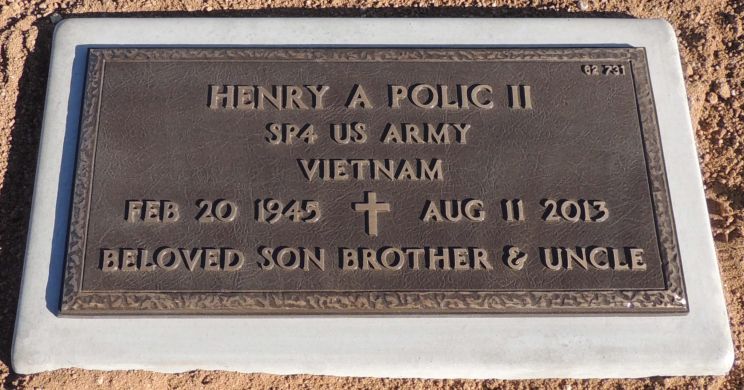 62 731
HENRY A POLIC II
SP4 US ARMY
VIETNAM
FEB 20 1945 AUG 11 2013
BELOVED SON BROTHER & UNCLE